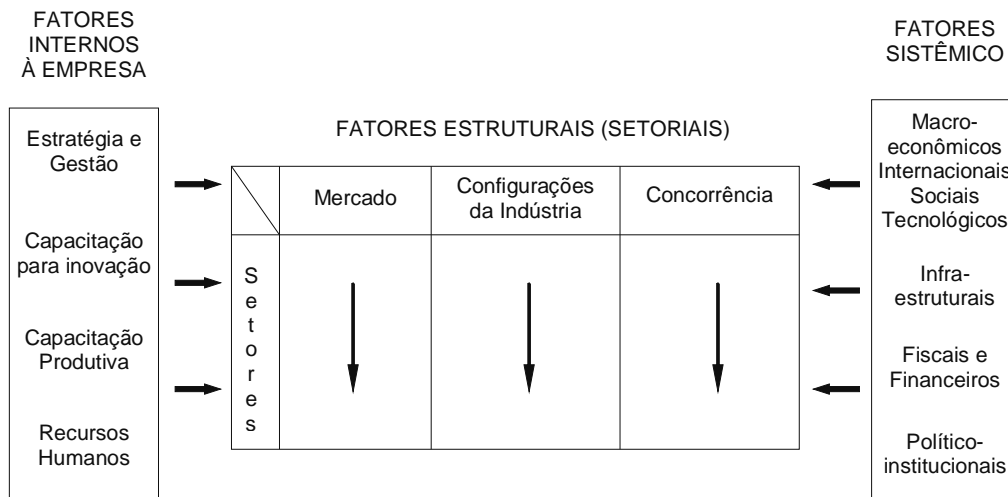 FATORES
INTERNOS
À EMPRESA
Estratégia e
Gestão
Capacitação
para inovação
Capacitação
Produtiva
Recursos
Humanos
FATORES ESTRUTURAIS (SETORIAIS)
Mercado
Configurações
da Indústria
Concorrência
Setores
FATORES
SISTÊMICO
Macro-
econômicos
Internacionais
Sociais
Tecnológicos
Infra-
estruturais
Fiscais e
Financeiros
Político-
institucionais